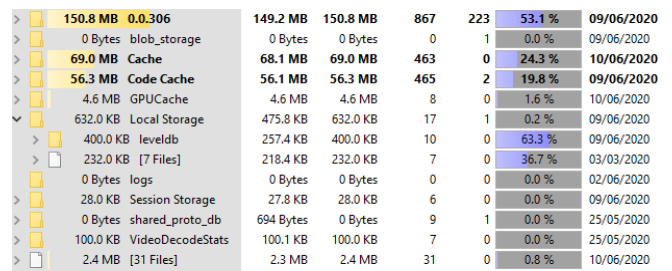 150.8 MB 0.0.306 149.2 MB 150.8 MB 867 223 53.1 % 09/06/2020
0 Bytes blob_storage 0 Bytes 0 Bytes 0 1 0.0 % 09/06/2020
69.0 MB Cache 68.1 MB 69.0 MB 463 0 24.3 % 10/06/2020
56.3 MB Code Cache 56.1 MB 56.3 MB 465 2 19.8 % 09/06/2020
4.6 MB GPUCache 4.6 MB 4.6 MB 8 0 1.6 % 10/06/2020
632.0 KB Local Storage 475.8 KB 632.0 KB 17 1 0.2 % 09/06/2020
400.0 KB leveldb 257.4 KB 400.0 KB 10 0 63.3 % 09/06/2020
232.0 KB [7 Files] 218.4 KB 232.0 KB 7 0 36.7 % 03/03/2020
0 Bytes logs 0 Bytes 0 Bytes 0 0 0.0 % 02/06/2020
28.0 KB Session Storage 27.8 KB 28.0 KB 6 0 0.0 % 09/06/2020
0 Bytes shared_proto_db 694 Bytes 0 Bytes 9 1 0.0 % 25/05/2020
100.0 KB VideoDecodeStats 100.1 KB 100.0 KB 7 0 0.0 % 25/05/2020
2.4 MB [31 Files] 2.3 MB 2.4 MB 31 0 0.8 % 10/06/2020